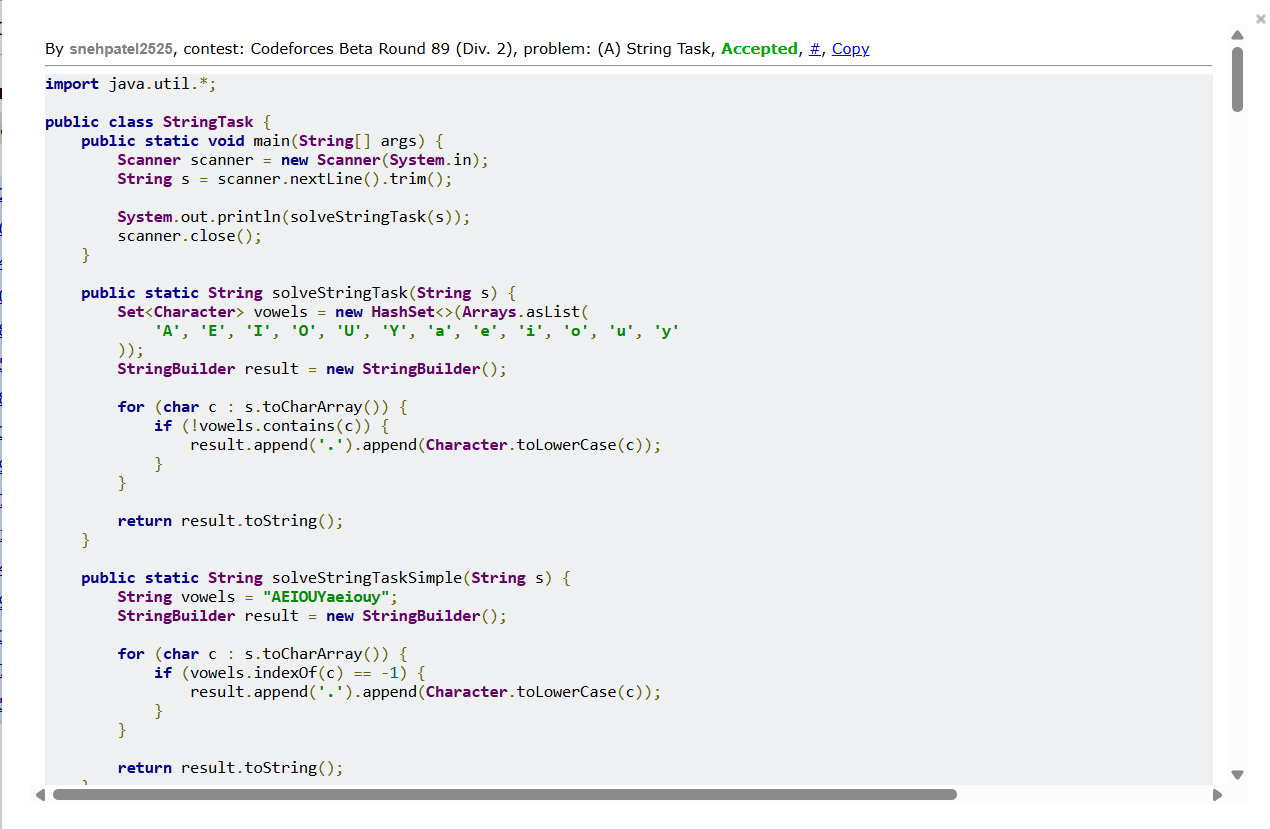 By snehpatel2525, contest: Codeforces Beta Round 89 (Div. 2), problem: (A) String Task, Accepted, #, Copy
import java.util.*;
public class StringTask {
    public static void main(String[] args) {
        Scanner scanner = new Scanner(System.in);
        String s = scanner.nextLine().trim();
        System.out.println(solveStringTask(s));
        scanner.close();
    }
    public static String solveStringTask(String s) {
        Set<Character> vowels = new HashSet<>(Arrays.asList(
            'A', 'E', 'I', 'O', 'U', 'Y', 'a', 'e', 'i', 'o', 'u', 'y'
        ));
        StringBuilder result = new StringBuilder();
        for (char c : s.toCharArray()) {
            if (!vowels.contains(c)) {
                result.append('.').append(Character.toLowerCase(c));
            }
        }
        return result.toString();
    }
    public static String solveStringTaskSimple(String s) {
        String vowels = "AEIOUYaeiouy";
        StringBuilder result = new StringBuilder();
        for (char c : s.toCharArray()) {
            if (vowels.indexOf(c) == -1) {
                result.append('.').append(Character.toLowerCase(c));
            }
        }
        return result.toString();